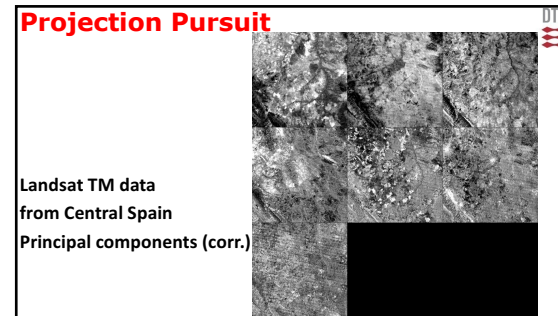 Projection Pursuit
Landsat TM data
from Central Spain
Principal components (corr.)